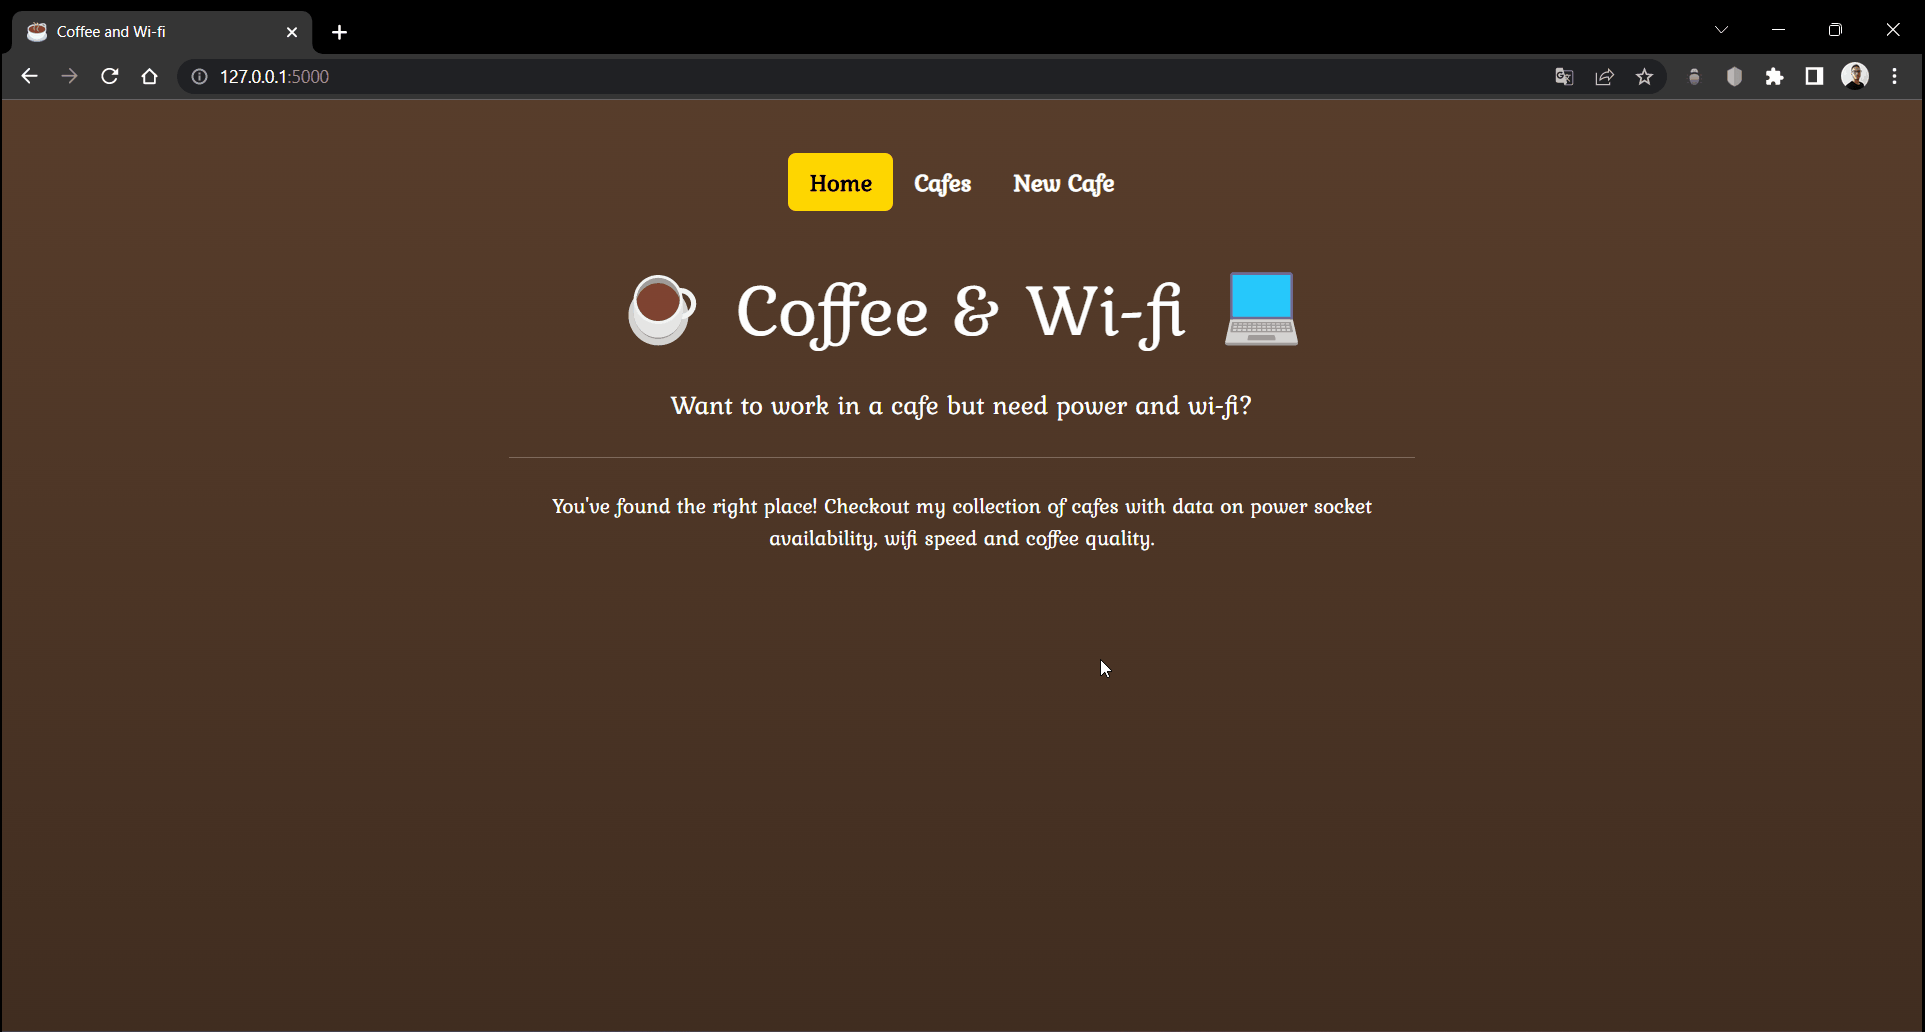 Coffee and Wi-fi
127.0.0.1:5000
Home Cafes New Cafe
Coffee & Wi-fi
Want to work in a cafe but need power and wi-fi?
You've found the right place! Checkout my collection of cafes with data on power socket
availability, wifi speed and coffee quality.